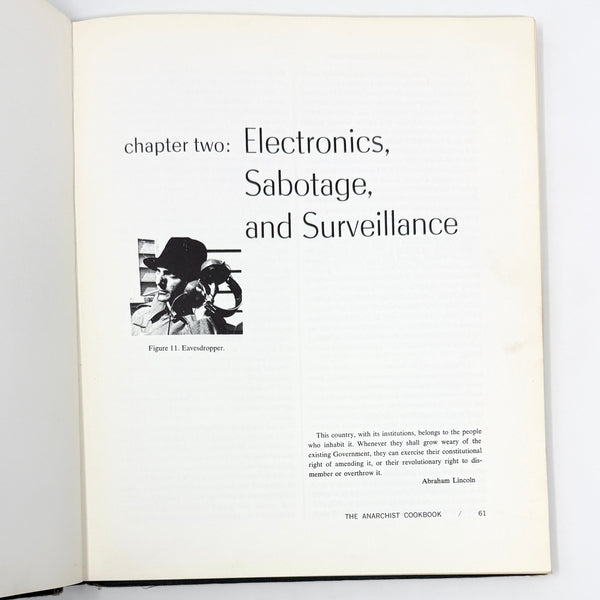 chapter two: Electronics,
Sabotage,
and Surveillance
Figure 11. Eavesdropper.
This country, with its institutions, belongs to the people
who inhabit it. Whenever they shall grow weary of the
existing Government, they can exercise their constitutional
right of amending it, or their revolutionary right to dis-
member or overthrow it.
Abraham Lincoln
THE ANARCHIST COOKBOOK / 61